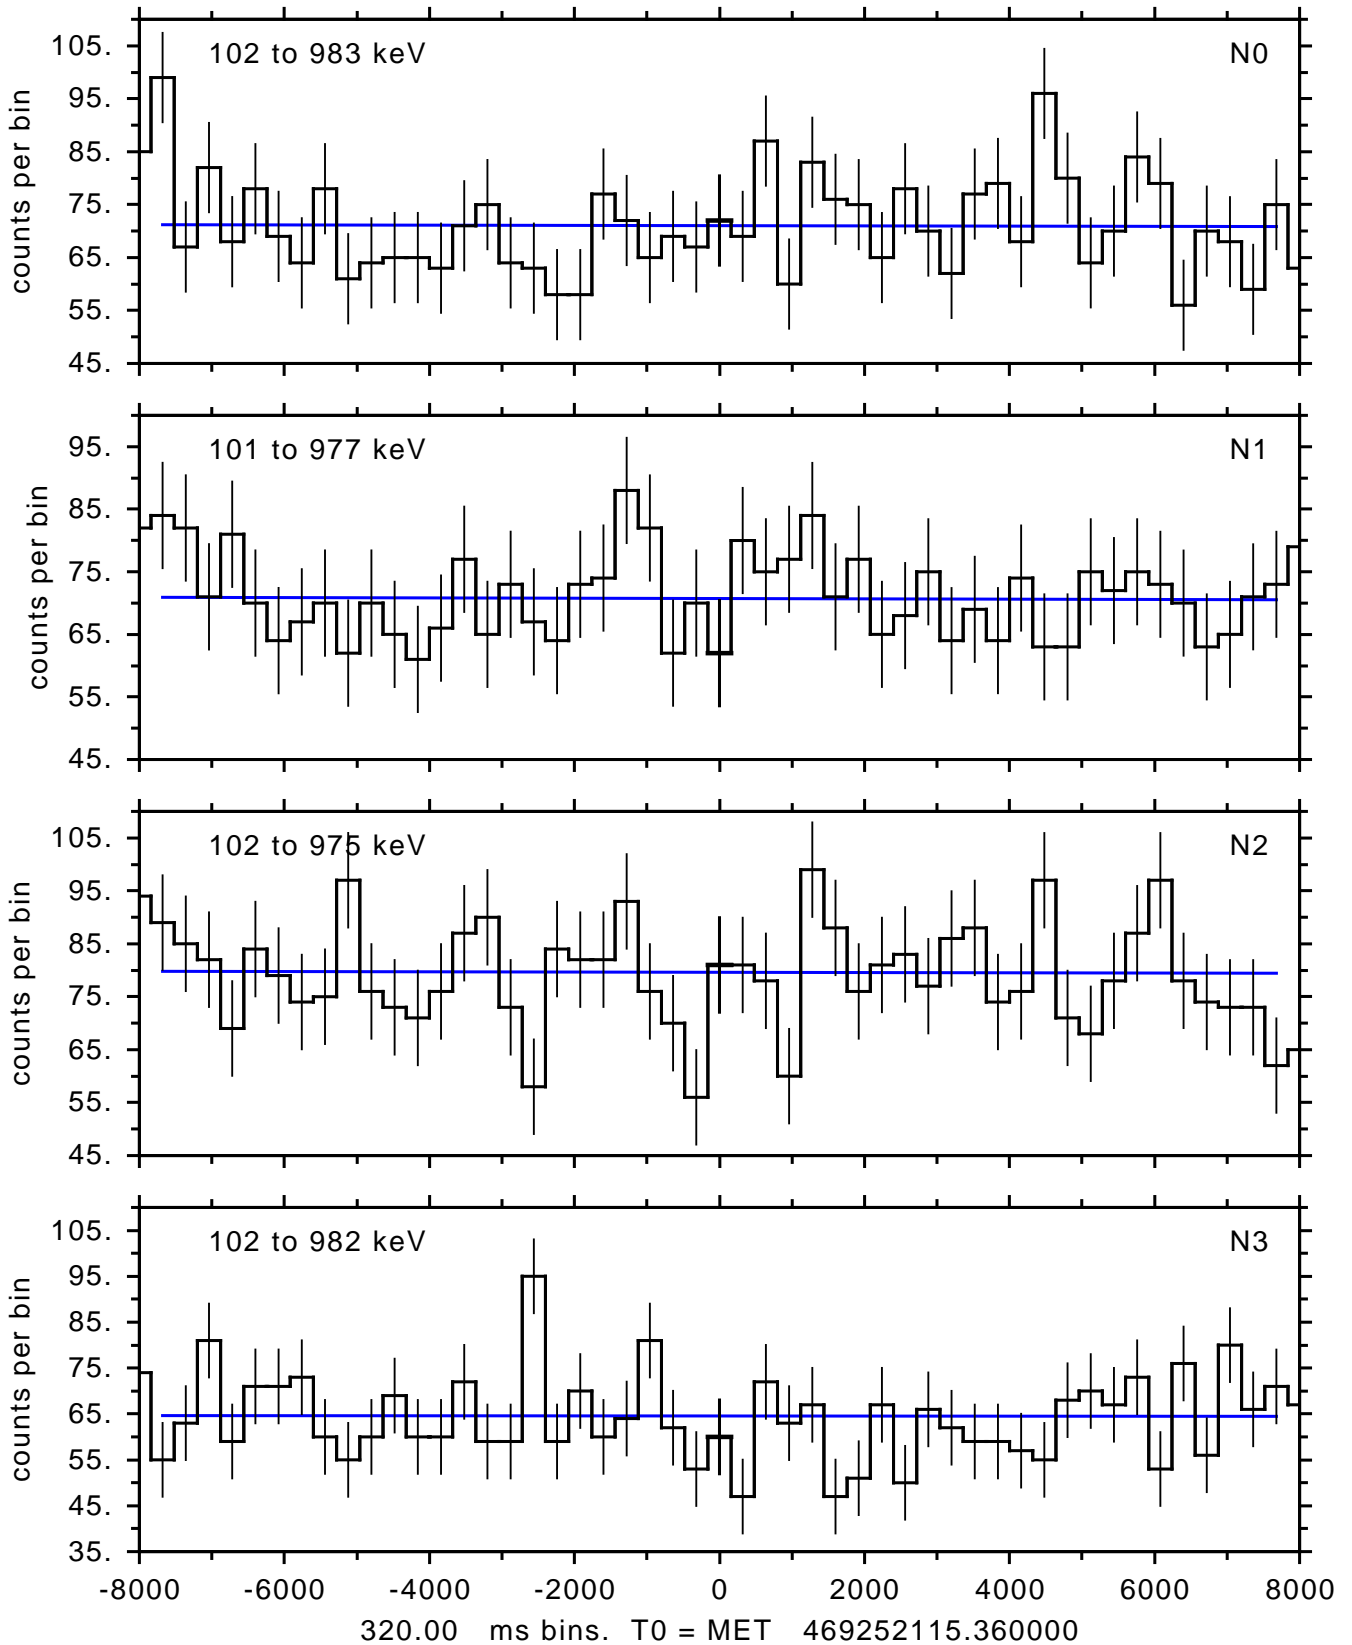 105.
95.
85.
75.
65.
55.
45.
counts per bin
102 to 983 keV
N0
95.
85.
75.
65.
55.
45.
counts per bin
101 to 977 keV
N1
105.
95.
85.
75.
65.
55.
45.
counts per bin
102 to 975 keV
N2
105.
95.
85.
75.
65.
55.
45.
35.
counts per bin
102 to 982 keV
N3
-8000 -6000 -4000 -2000 0 2000 4000 6000 8000
320.00 ms bins. T0 = MET 469252115.360000